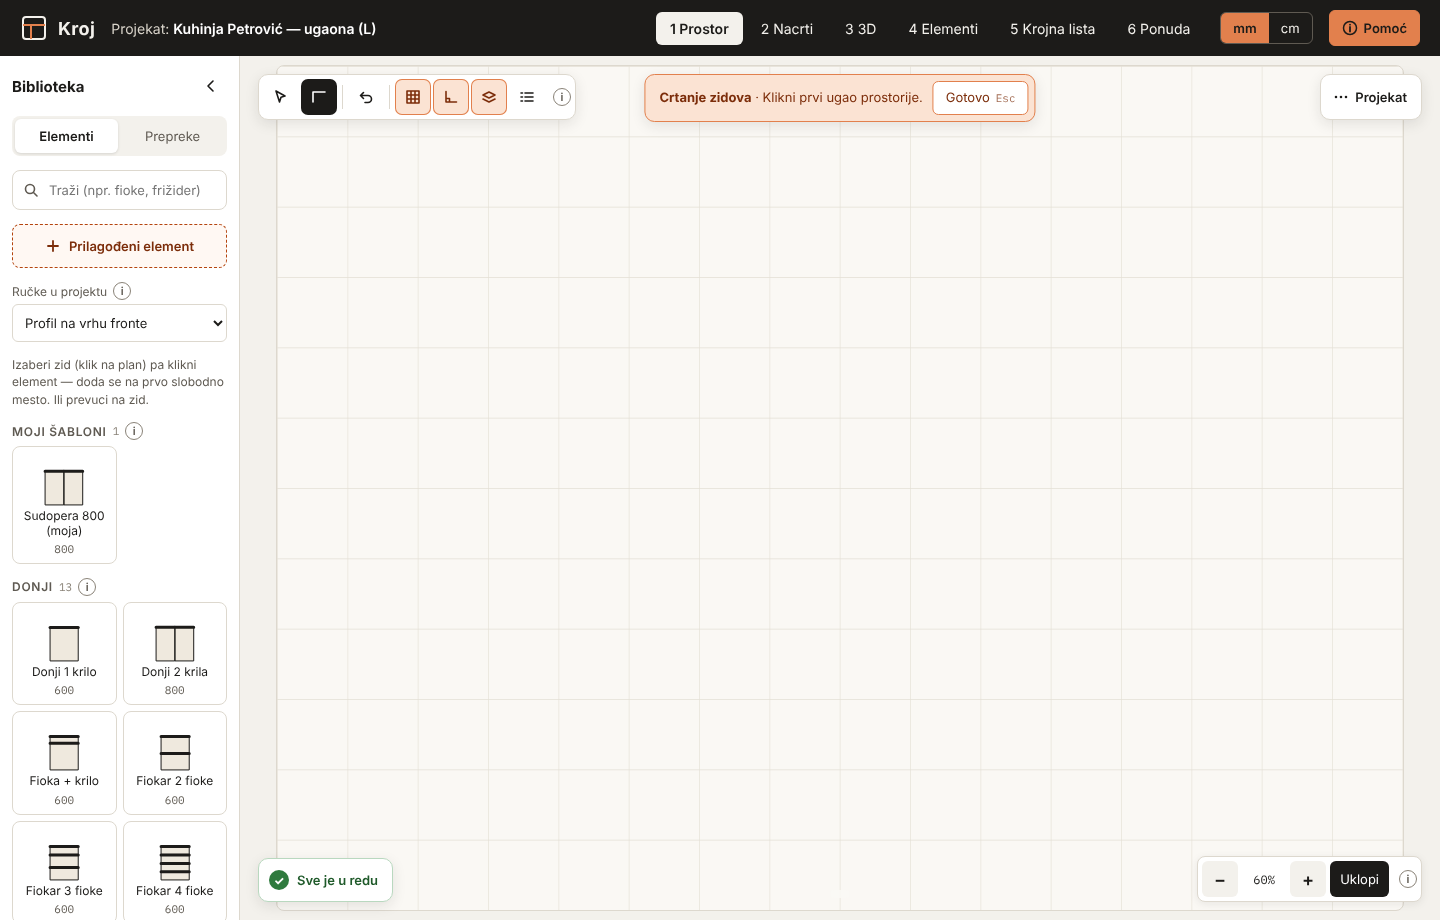 Kroj
Projekat: Kuhinja Petrović — ugaona (L)
1 Prostor
2 Nacrti
3 3D
4 Elementi
5 Krojna lista
6 Ponuda
mm
cm
Pomoć
Biblioteka
Elementi
Prepreke
Traži (npr. fioke, frižider)
Prilagođeni element
Ručke u projektu
Profil na vrhu fronte
Izaberi zid (klik na plan) pa klikni
element — doda se na prvo slobodno
mesto. Ili prevuci na zid.
MOJI ŠABLONI 1
Sudopera 800
(moja)
800
DONJI 13
Donji 1 krilo
600
Donji 2 krila
800
Fioka + krilo
600
Fiokar 2 fioke
600
Fiokar 3 fioke
600
Fiokar 4 fioke
600
Crtanje zidova · Klikni prvi ugao prostorije.
Gotovo Esc
Projekat
Sve je u redu
60%
Uklopi